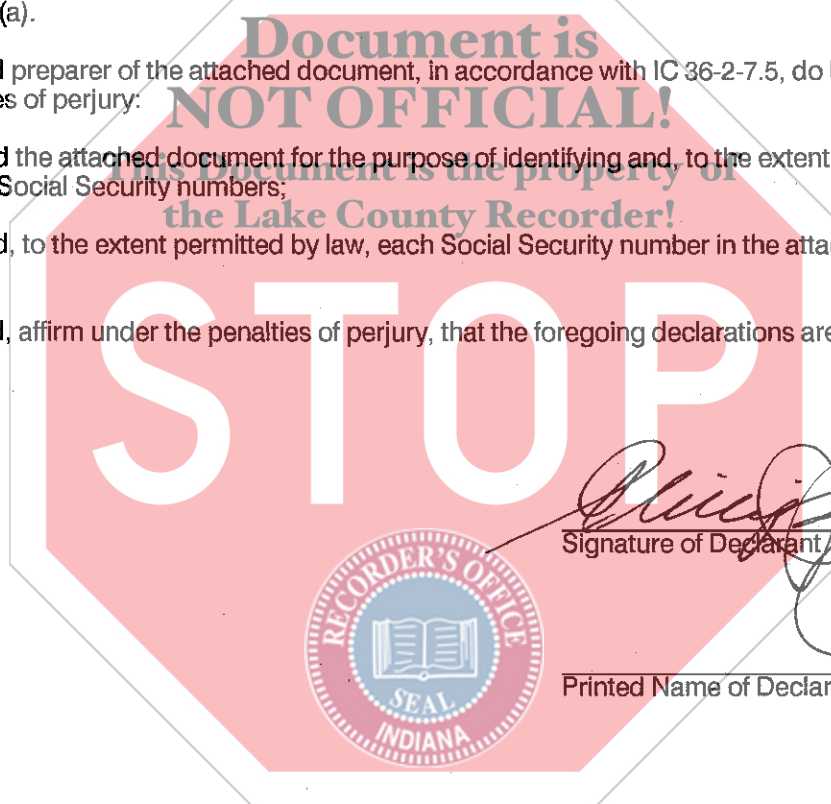 (a).
Document is
preparer of the attached document, in accordance with IC 36-2-7.5, do
es of perjury:
NOT OFFICIAL!
d the attached document for the purpose of identifying and, to the extent
This Document is the property of
Social Security numbers;
the Lake County Recorder!
d, to the extent permitted by law, each Social Security number in the atta
, affirm under the penalties of perjury, that the foregoing declarations are
STOP
Signature of Declarant
RECORDER'S OFFICE
SEAL
INDIANA
Printed Name of Declar